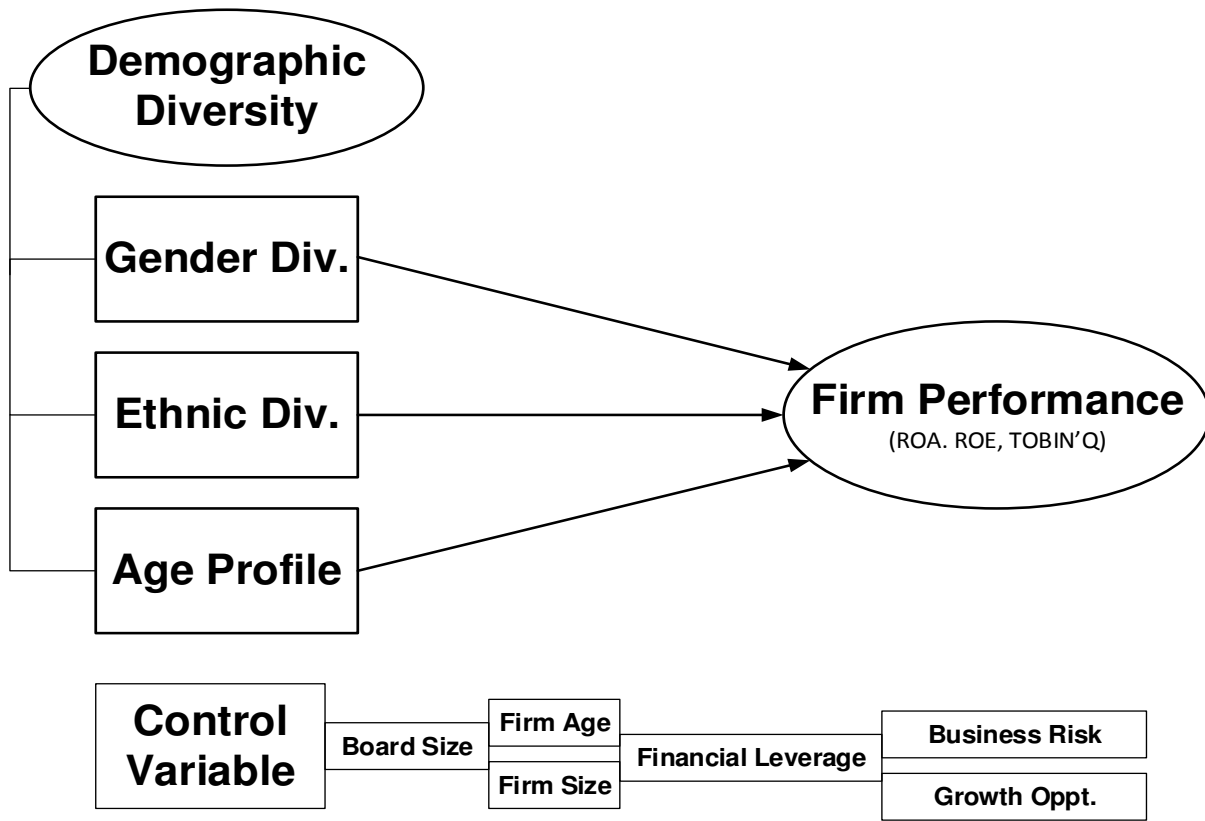 Demographic
Diversity
Gender Div.
Ethnic Div.
Age Profile
Firm Performance
(ROA. ROE, TOBIN’Q)
Control
Variable
Board Size
Firm Age
Firm Size
Financial Leverage
Business Risk
Growth Oppt.